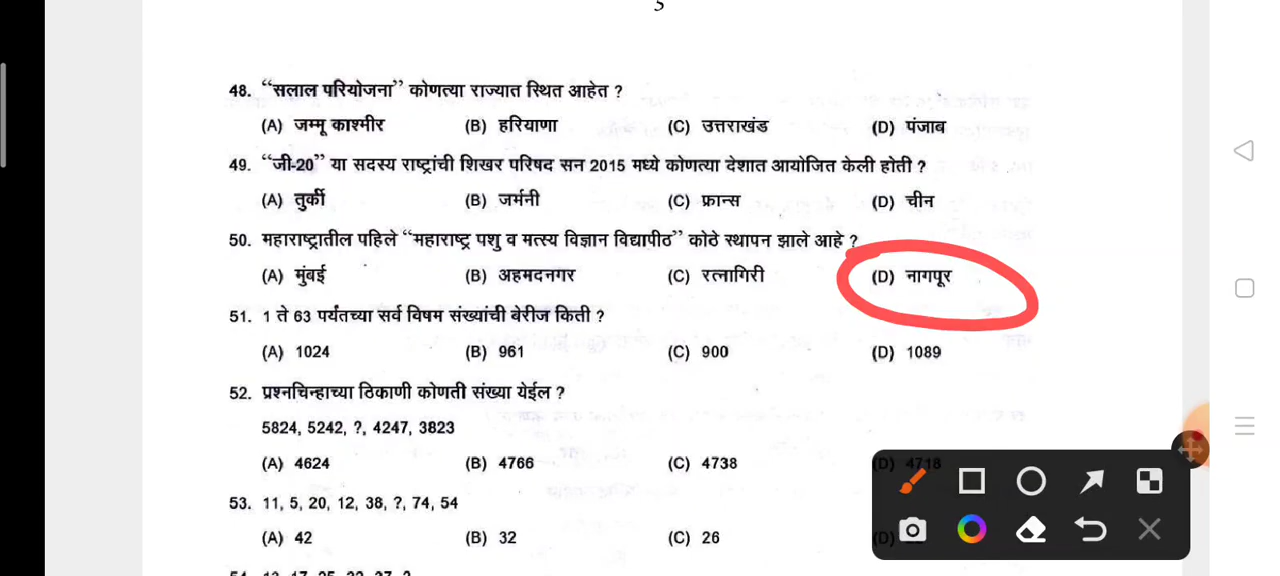 5
48. "सलाल परियोजना" कोणत्या राज्यात स्थित आहेत ?
(A) जम्मू काश्मीर (B) हरियाणा (C) उत्तराखंड (D) पंजाब
49. "जी-20" या सदस्य राष्ट्रांची शिखर परिषद सन 2015 मध्ये कोणत्या देशात आयोजित केली होती ?
(A) तुर्की (B) जर्मनी (C) फ्रान्स (D) चीन
50. महाराष्ट्रातील पहिले "महाराष्ट्र पशु व मत्स्य विज्ञान विद्यापीठ" कोठे स्थापन झाले आहे ?
(A) मुंबई (B) अहमदनगर (C) रत्नागिरी (D) नागपूर
51. 1 ते 63 पर्यंतच्या सर्व विषम संख्यांची बेरीज किती ?
(A) 1024 (B) 961 (C) 900 (D) 1089
52. प्रश्नचिन्हाच्या ठिकाणी कोणती संख्या येईल ?
5824, 5242, ?, 4247, 3823
(A) 4624 (B) 4766 (C) 4738 (D) 4718
53. 11, 5, 20, 12, 38, ?, 74, 54
(A) 42 (B) 32 (C) 26 (D)